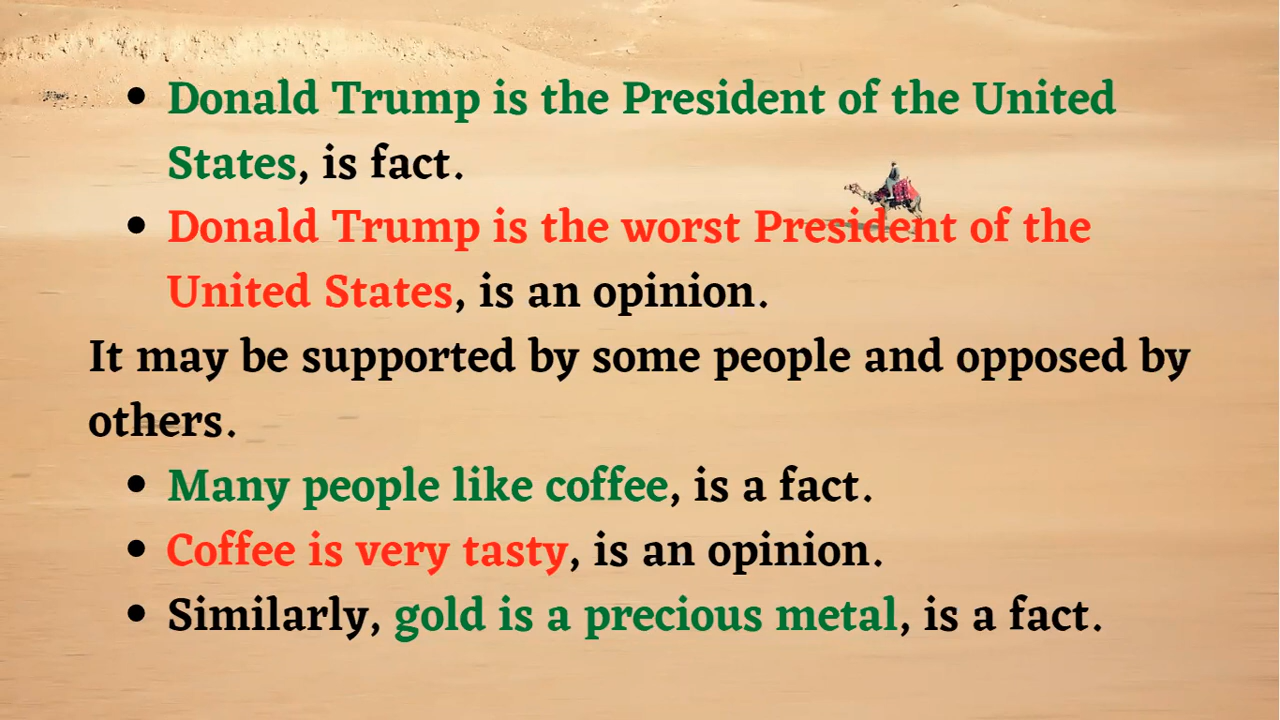 • Donald Trump is the President of the United
States, is fact.
• Donald Trump is the worst President of the
United States, is an opinion.
It may be supported by some people and opposed by
others.
• Many people like coffee, is a fact.
• Coffee is very tasty, is an opinion.
• Similarly, gold is a precious metal, is a fact.